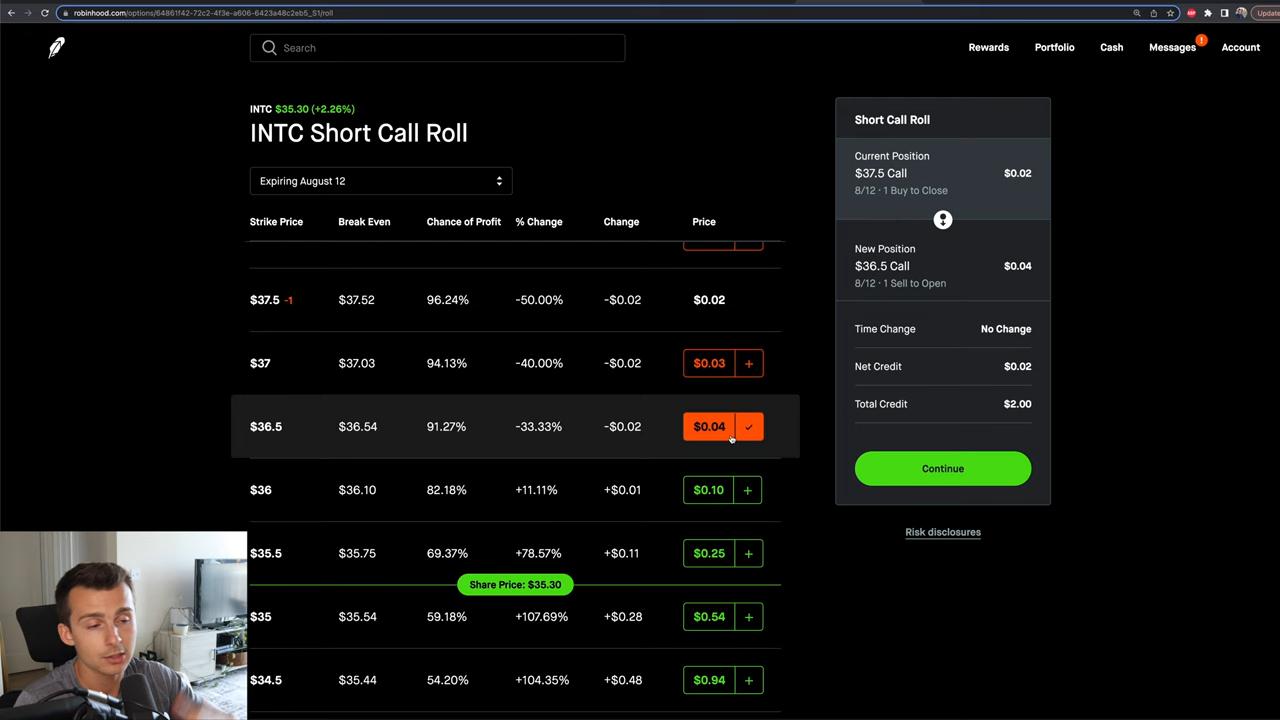 robinhood.com/options/64861f42-72c2-4f3e-a606-6423a48c2eb5_S1/roll
Update
Search
Rewards
Portfolio
Cash
Messages
!
Account
INTC $35.30 (+2.26%)
INTC Short Call Roll
Expiring August 12
Strike Price Break Even Chance of Profit % Change Change Price
$37.5 -1 $37.52 96.24% -50.00% -$0.02 $0.02
$37 $37.03 94.13% -40.00% -$0.02 $0.03 +
$36.5 $36.54 91.27% -33.33% -$0.02 $0.04
$36 $36.10 82.18% +11.11% +$0.01 $0.10 +
$35.5 $35.75 69.37% +78.57% +$0.11 $0.25 +
Share Price: $35.30
$35 $35.54 59.18% +107.69% +$0.28 $0.54 +
$34.5 $35.44 54.20% +104.35% +$0.48 $0.94 +
Short Call Roll
Current Position
$37.5 Call $0.02
8/12 · 1 Buy to Close
New Position
$36.5 Call $0.04
8/12 · 1 Sell to Open
Time Change No Change
Net Credit $0.02
Total Credit $2.00
Continue
Risk disclosures